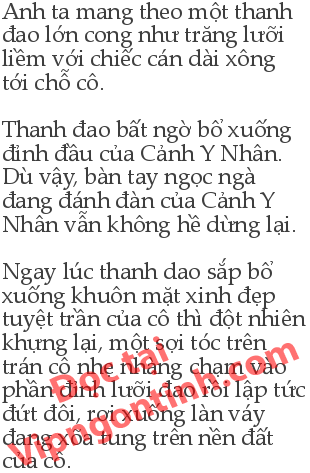 Anh ta mang theo một thanh
đao lớn cong như trăng lưỡi
liềm với chiếc cán dài xông
tới chỗ cô.
Thanh đao bất ngờ bổ xuống
đỉnh đầu của Cảnh Y Nhân.
Dù vậy, bàn tay ngọc ngà
đang đánh đàn của Cảnh Y
Nhân vẫn không hề dừng lại.
Ngay lúc thanh dao sắp bổ
xuống khuôn mặt xinh đẹp
tuyệt trần của cô thì đột nhiên
khựng lại, một sợi tóc trên
trán cô nhẹ nhàng chạm vào
phần đỉnh lưỡi đao rồi lập tức
đứt đôi, rơi xuống làn váy
đang xõa tung trên nền đất
của cô.
Đọc tại
Vipngontinh.com